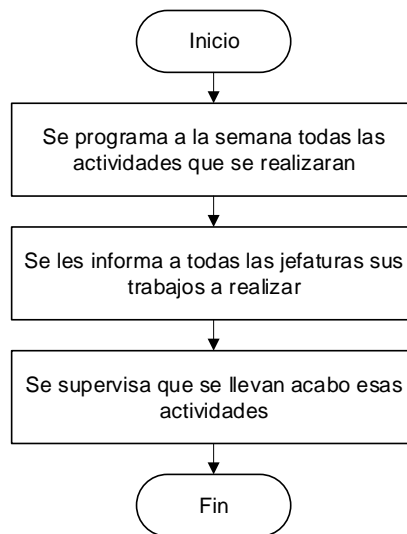 Inicio
Se programa a la semana todas las
actividades que se realizaran
Se les informa a todas las jefaturas sus
trabajos a realizar
Se supervisa que se llevan acabo esas
actividades
Fin